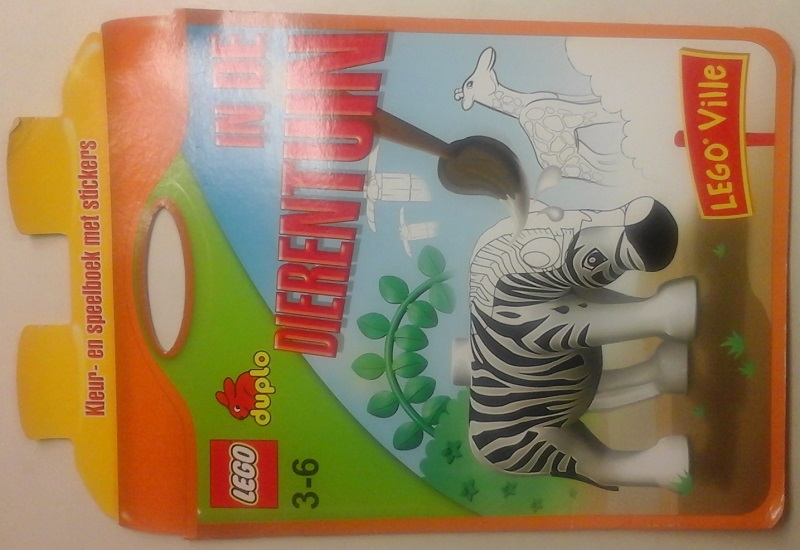 Kleur- en speelboek met stickers
LEGO
duplo
3-6
IN DE
DIERENTUIN
LEGO® Ville